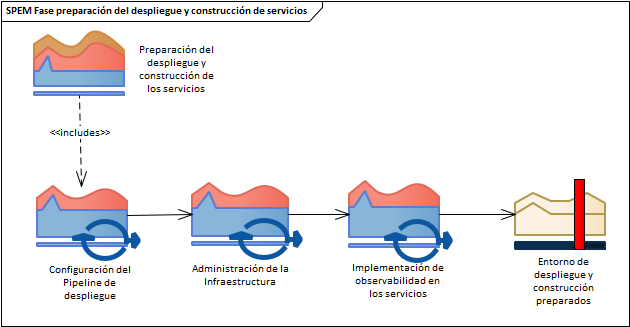 SPEM Fase preparación del despliegue y construcción de servicios
Preparación del
despliegue y
construcción de
los servicios
<<includes>>
Configuración del
Pipeline de
despliegue
Administración de la
Infraestructura
Implementación de
observabilidad en
los servicios
Entorno de
despliegue y
construcción
preparados